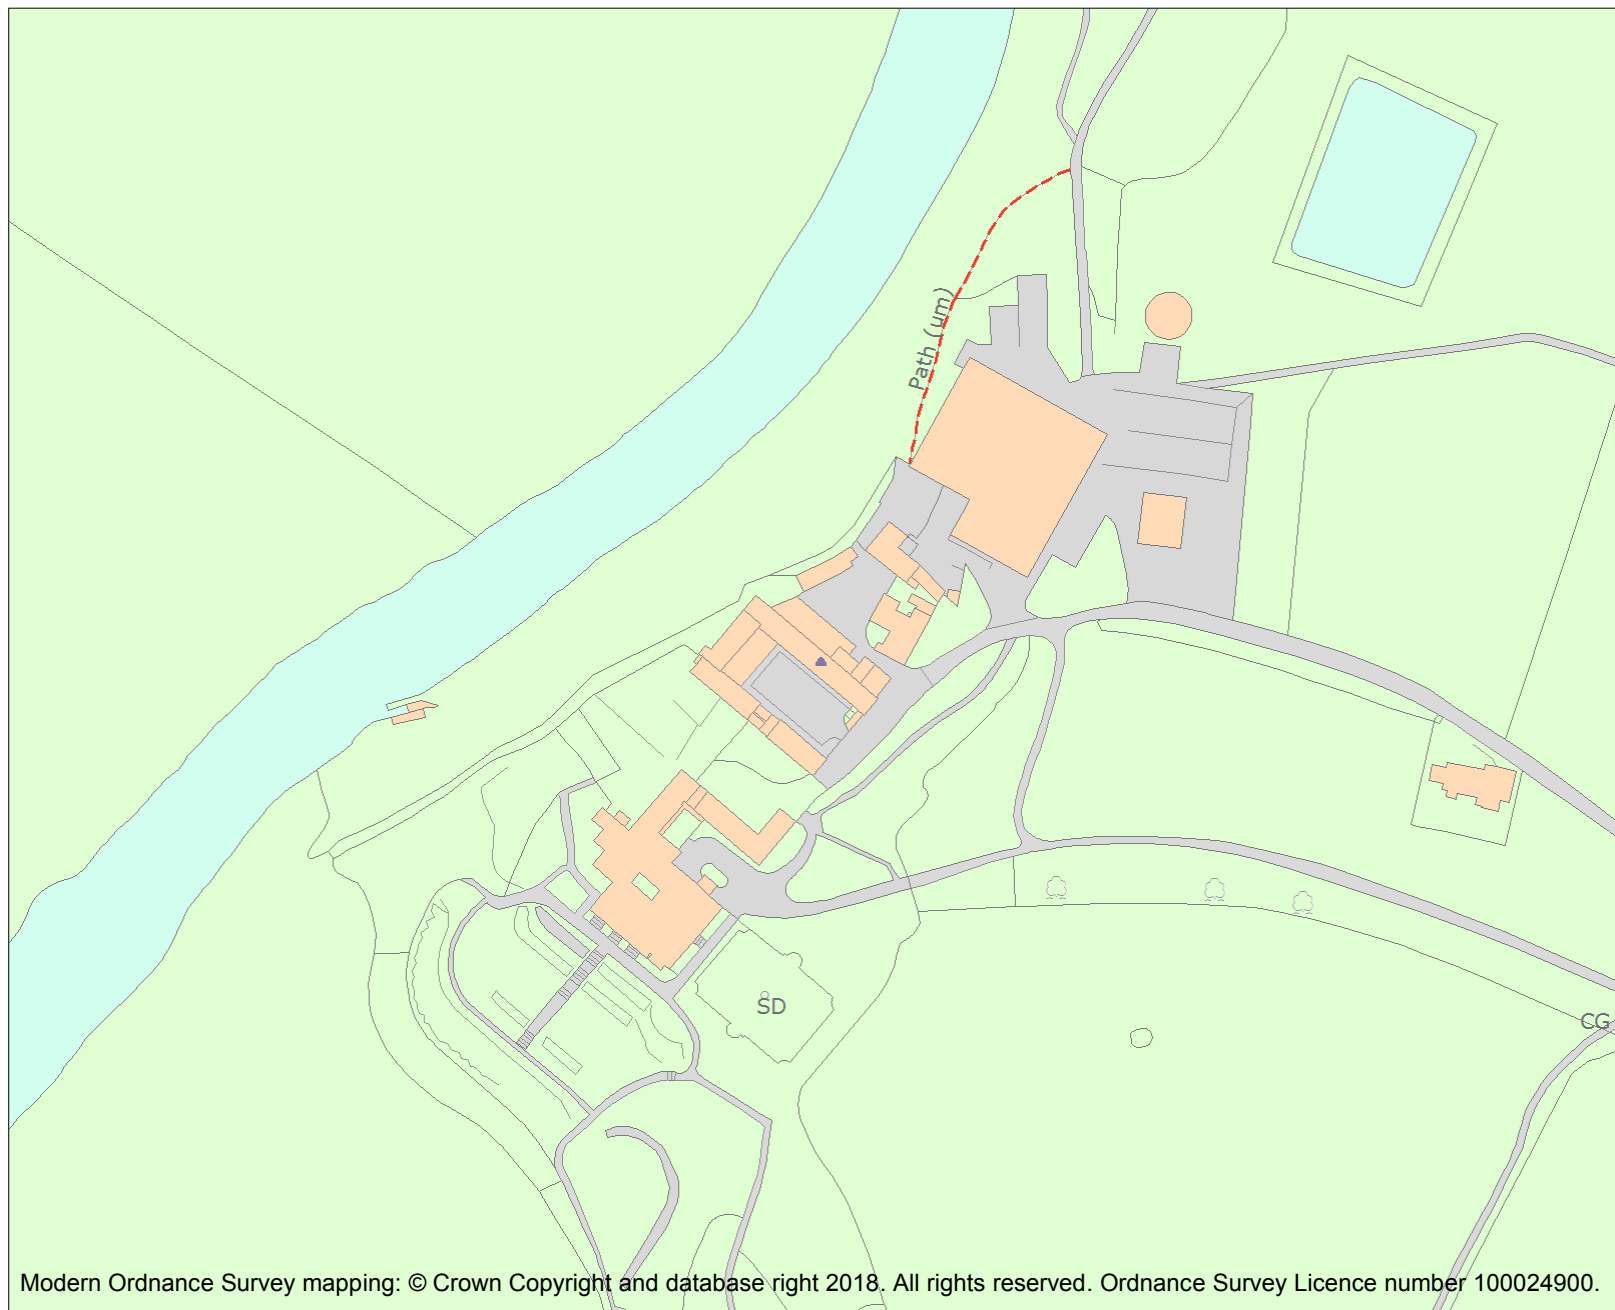 Path (um)
SD
CG
Modern Ordnance Survey mapping: © Crown Copyright and database right 2018. All rights reserved. Ordnance Survey Licence number 100024900.